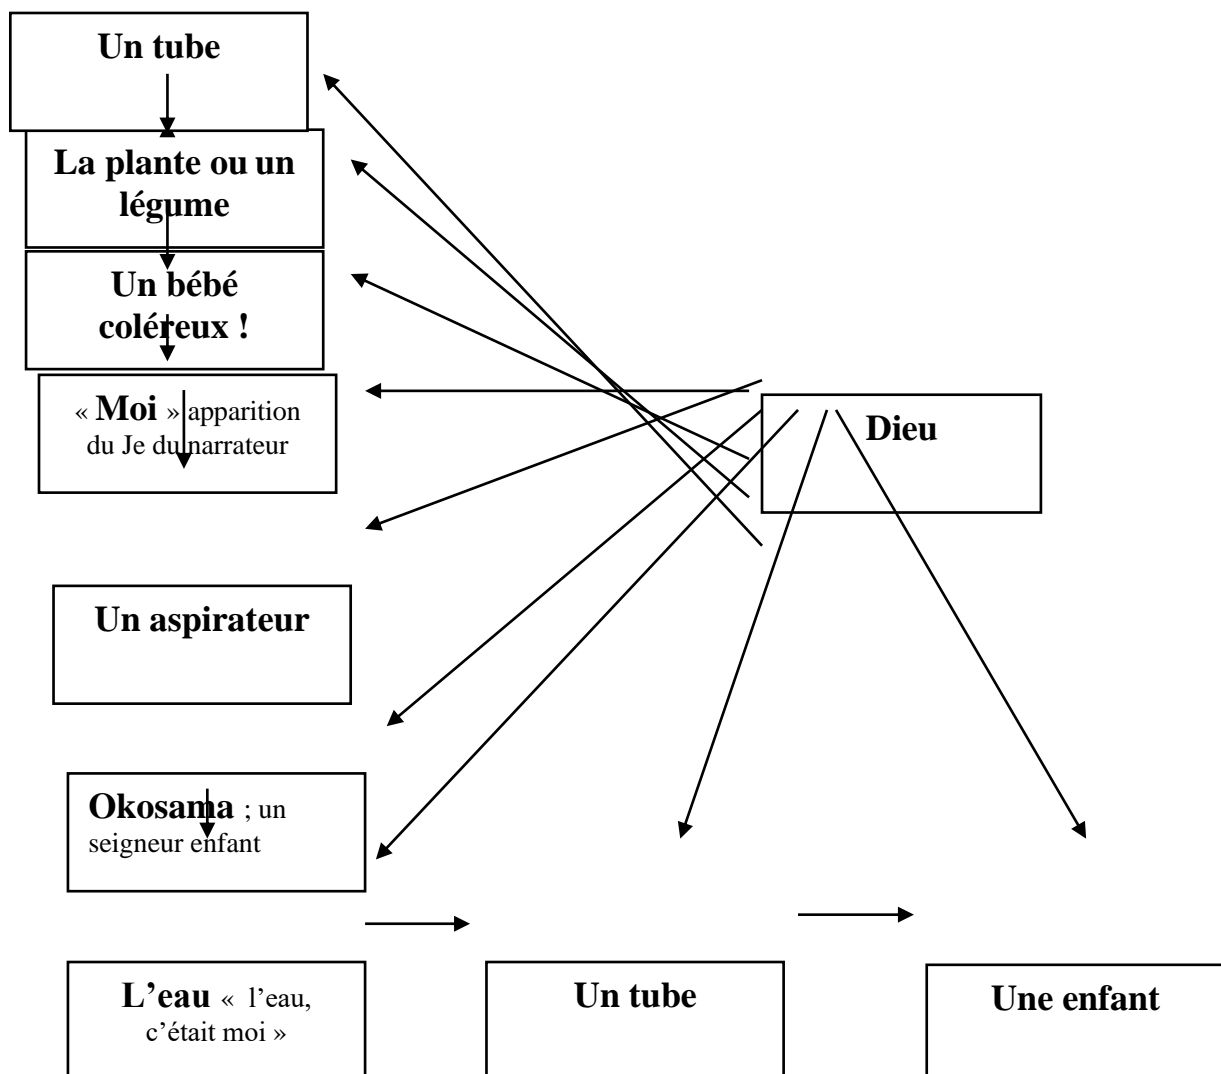 Un tube
La plante ou un
légume
Un bébé
coléreux !
« Moi » apparition
du Je du narrateur
Dieu
Un aspirateur
Okosama ; un
seigneur enfant
L’eau « l’eau,
c’était moi »
Un tube
Une enfant